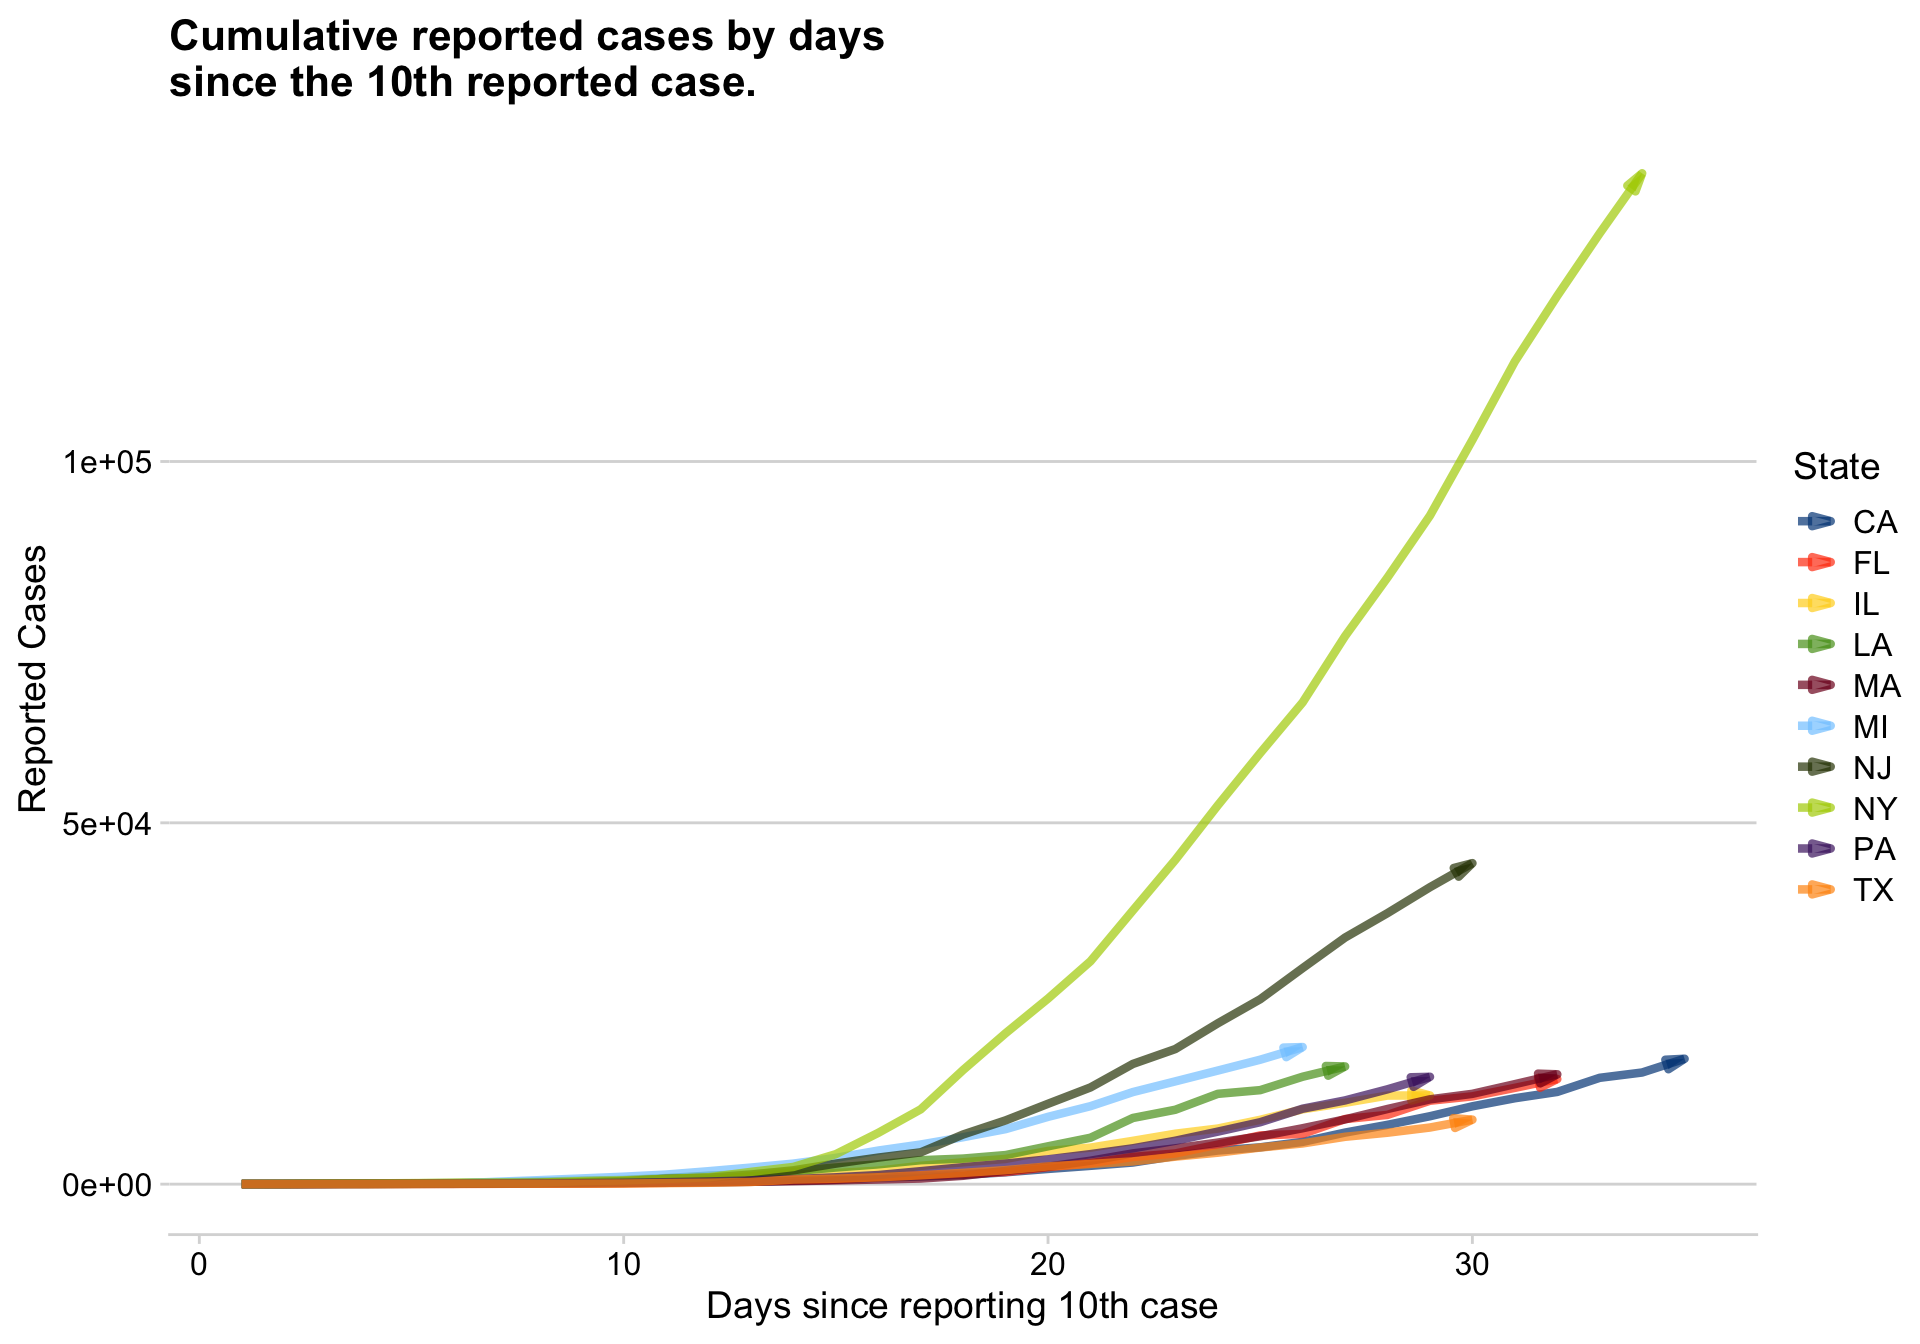 Cumulative reported cases by days
since the 10th reported case.
1e+05
5e+04
0e+00
Reported Cases
0
10
20
30
Days since reporting 10th case
State
CA
FL
IL
LA
MA
MI
NJ
NY
PA
TX